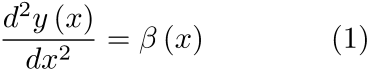 d²y (x)/dx² = β (x) (1)